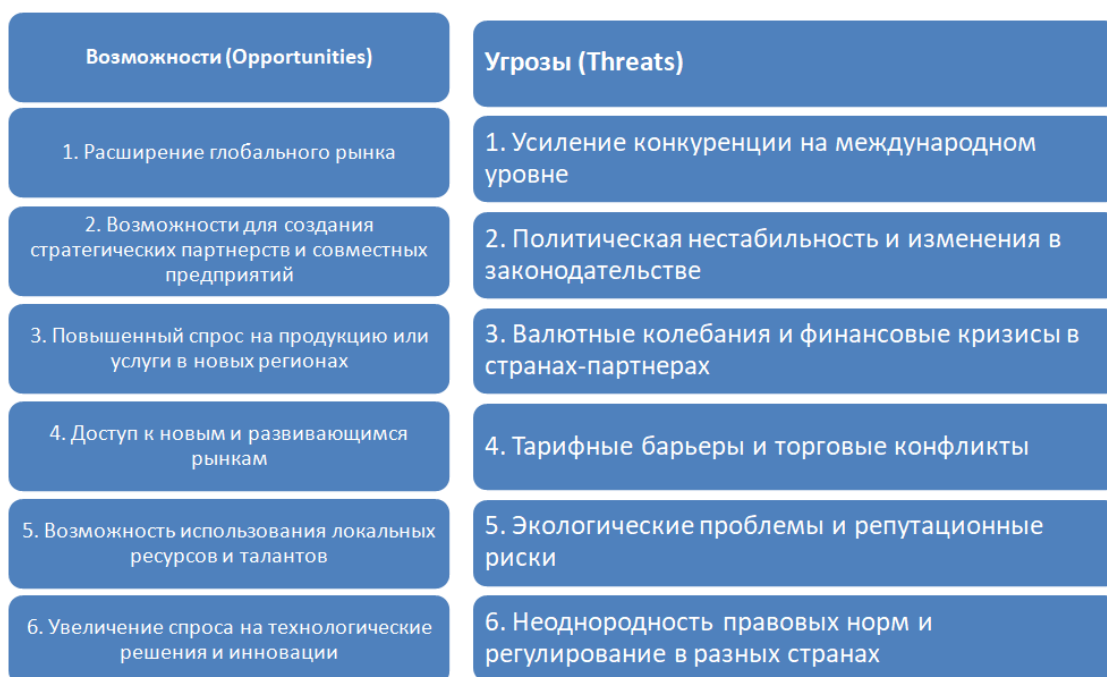 Возможности (Opportunities)
1. Расширение глобального рынка
2. Возможности для создания
стратегических партнерств и совместных
предприятий
3. Повышенный спрос на продукцию или
услуги в новых регионах
4. Доступ к новым и развивающимся
рынкам
5. Возможность использования локальных
ресурсов и талантов
6. Увеличение спроса на технологические
решения и инновации
Угрозы (Threats)
1. Усиление конкуренции на международном
уровне
2. Политическая нестабильность и изменения в
законодательстве
3. Валютные колебания и финансовые кризисы в
странах-партнерах
4. Тарифные барьеры и торговые конфликты
5. Экологические проблемы и репутационные
риски
6. Неоднородность правовых норм и
регулирование в разных странах